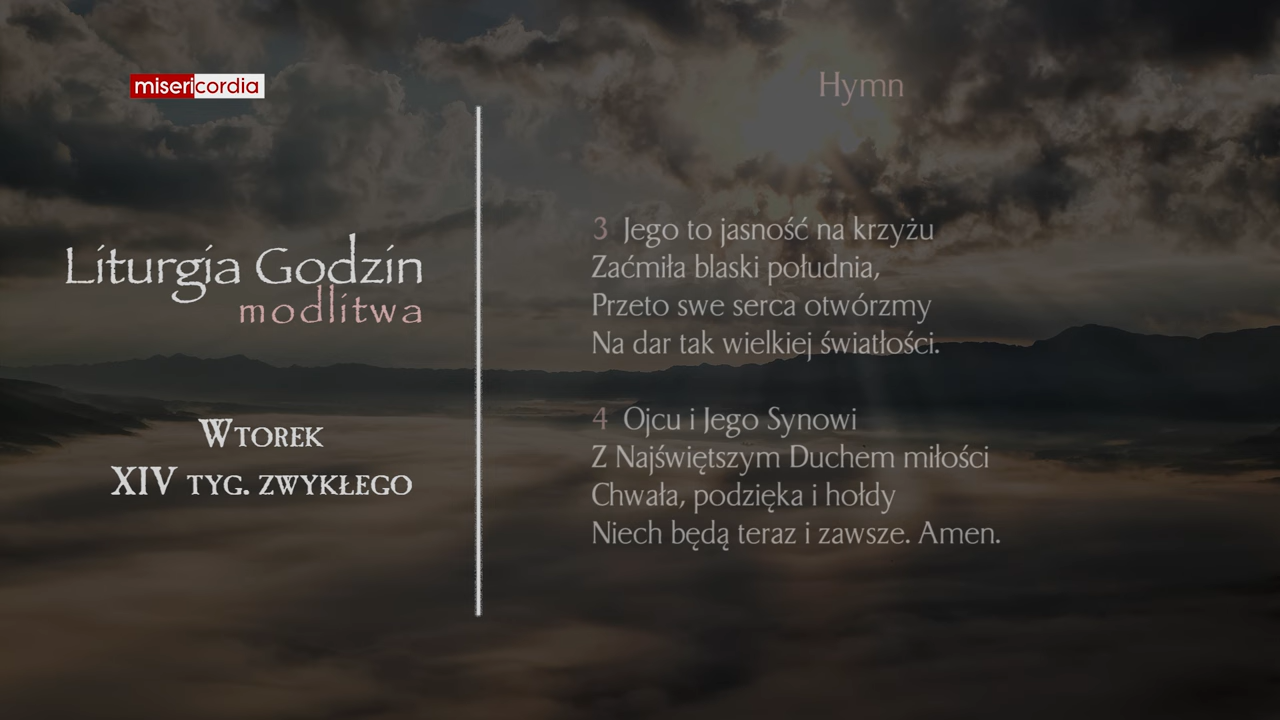 misericordia
Liturgia Godzin
modlitwa
Wtorek
XIV tyg. zwykłego
Hymn
3 Jego to jasność na krzyżu
Zaćmiła blaski południa,
Przeto swe serca otwórzmy
Na dar tak wielkiej światłości.
4 Ojcu i Jego Synowi
Z Najświętszym Duchem miłości
Chwała, podzięka i hołdy
Niech będą teraz i zawsze. Amen.